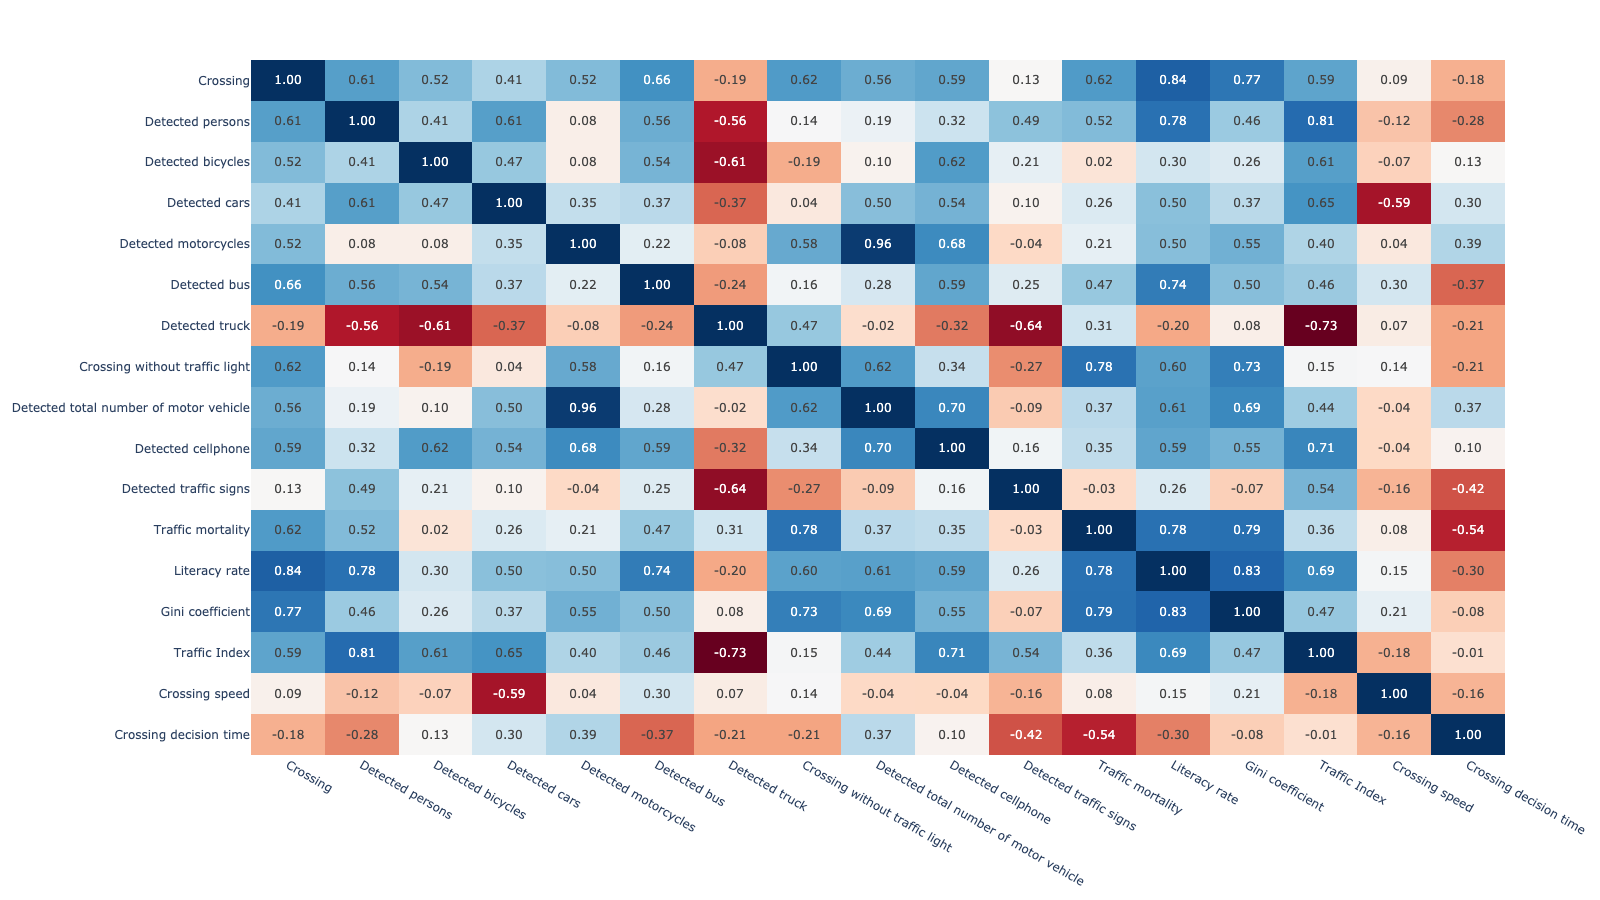 Crossing 1.00 0.61 0.52 0.41 0.52 0.66 -0.19 0.62 0.56 0.59 0.13 0.62 0.84 0.77 0.59 0.09 -0.18
Detected persons 0.61 1.00 0.41 0.61 0.08 0.56 -0.56 0.14 0.19 0.32 0.49 0.52 0.78 0.46 0.81 -0.12 -0.28
Detected bicycles 0.52 0.41 1.00 0.47 0.08 0.54 -0.61 -0.19 0.10 0.62 0.21 0.02 0.30 0.26 0.61 -0.07 0.13
Detected cars 0.41 0.61 0.47 1.00 0.35 0.37 -0.37 0.04 0.50 0.54 0.10 0.26 0.50 0.37 0.65 -0.59 0.30
Detected motorcycles 0.52 0.08 0.08 0.35 1.00 0.22 -0.08 0.58 0.96 0.68 -0.04 0.21 0.50 0.55 0.40 0.04 0.39
Detected bus 0.66 0.56 0.54 0.37 0.22 1.00 -0.24 0.16 0.28 0.59 0.25 0.47 0.74 0.50 0.46 0.30 -0.37
Detected truck -0.19 -0.56 -0.61 -0.37 -0.08 -0.24 1.00 0.47 -0.02 -0.32 -0.64 0.31 -0.20 0.08 -0.73 0.07 -0.21
Crossing without traffic light 0.62 0.14 -0.19 0.04 0.58 0.16 0.47 1.00 0.62 0.34 -0.27 0.78 0.60 0.73 0.15 0.14 -0.21
Detected total number of motor vehicle 0.56 0.19 0.10 0.50 0.96 0.28 -0.02 0.62 1.00 0.70 -0.09 0.37 0.61 0.69 0.44 -0.04 0.37
Detected cellphone 0.59 0.32 0.62 0.54 0.68 0.59 -0.32 0.34 0.70 1.00 0.16 0.35 0.59 0.55 0.71 -0.04 0.10
Detected traffic signs 0.13 0.49 0.21 0.10 -0.04 0.25 -0.64 -0.27 -0.09 0.16 1.00 -0.03 0.26 -0.07 0.54 -0.16 -0.42
Traffic mortality 0.62 0.52 0.02 0.26 0.21 0.47 0.31 0.78 0.37 0.35 -0.03 1.00 0.78 0.79 0.36 0.08 -0.54
Literacy rate 0.84 0.78 0.30 0.50 0.50 0.74 -0.20 0.60 0.61 0.59 0.26 0.78 1.00 0.83 0.69 0.15 -0.30
Gini coefficient 0.77 0.46 0.26 0.37 0.55 0.50 0.08 0.73 0.69 0.55 -0.07 0.79 0.83 1.00 0.47 0.21 -0.08
Traffic Index 0.59 0.81 0.61 0.65 0.40 0.46 -0.73 0.15 0.44 0.71 0.54 0.36 0.69 0.47 1.00 -0.18 -0.01
Crossing speed 0.09 -0.12 -0.07 -0.59 0.04 0.30 0.07 0.14 -0.04 -0.04 -0.16 0.08 0.15 0.21 -0.18 1.00 -0.16
Crossing decision time -0.18 -0.28 0.13 0.30 0.39 -0.37 -0.21 -0.21 0.37 0.10 -0.42 -0.54 -0.30 -0.08 -0.01 -0.16 1.00
Crossing
Detected persons
Detected bicycles
Detected cars
Detected motorcycles
Detected bus
Detected truck
Crossing without traffic light
Detected total number of motor vehicle
Detected cellphone
Detected traffic signs
Traffic mortality
Literacy rate
Gini coefficient
Traffic Index
Crossing speed
Crossing decision time